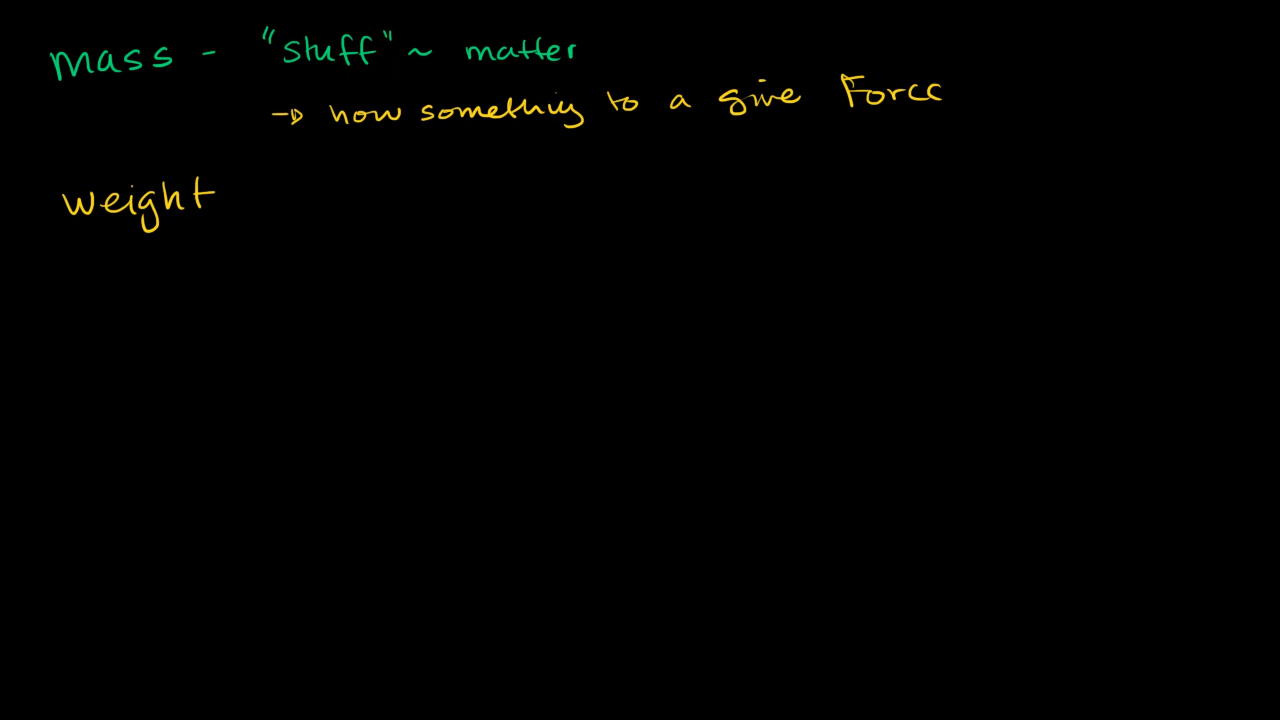 mass - "stuff" ~ matter
→ how something to a give Force
weight